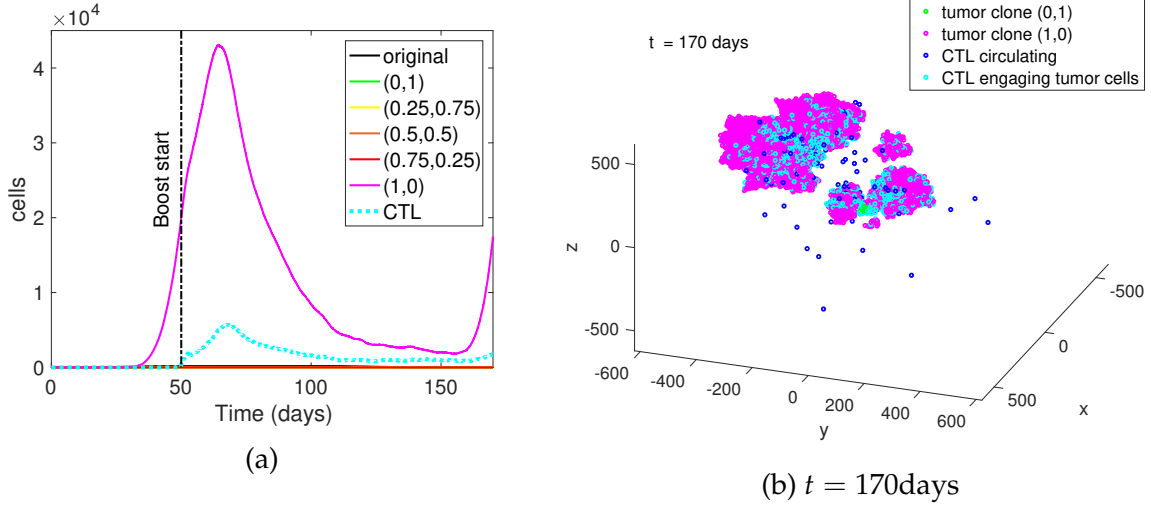 ×10⁴
4
3
2
1
0
cells
0
50
100
150
Time (days)
Boost start
original
(0,1)
(0.25,0.75)
(0.5,0.5)
(0.75,0.25)
(1,0)
CTL
(a)
t = 170 days
tumor clone (0,1)
tumor clone (1,0)
CTL circulating
CTL engaging tumor cells
500
0
-500
z
-600
-400
-200
0
200
400
600
y
500
0
-500
x
(b) t = 170days